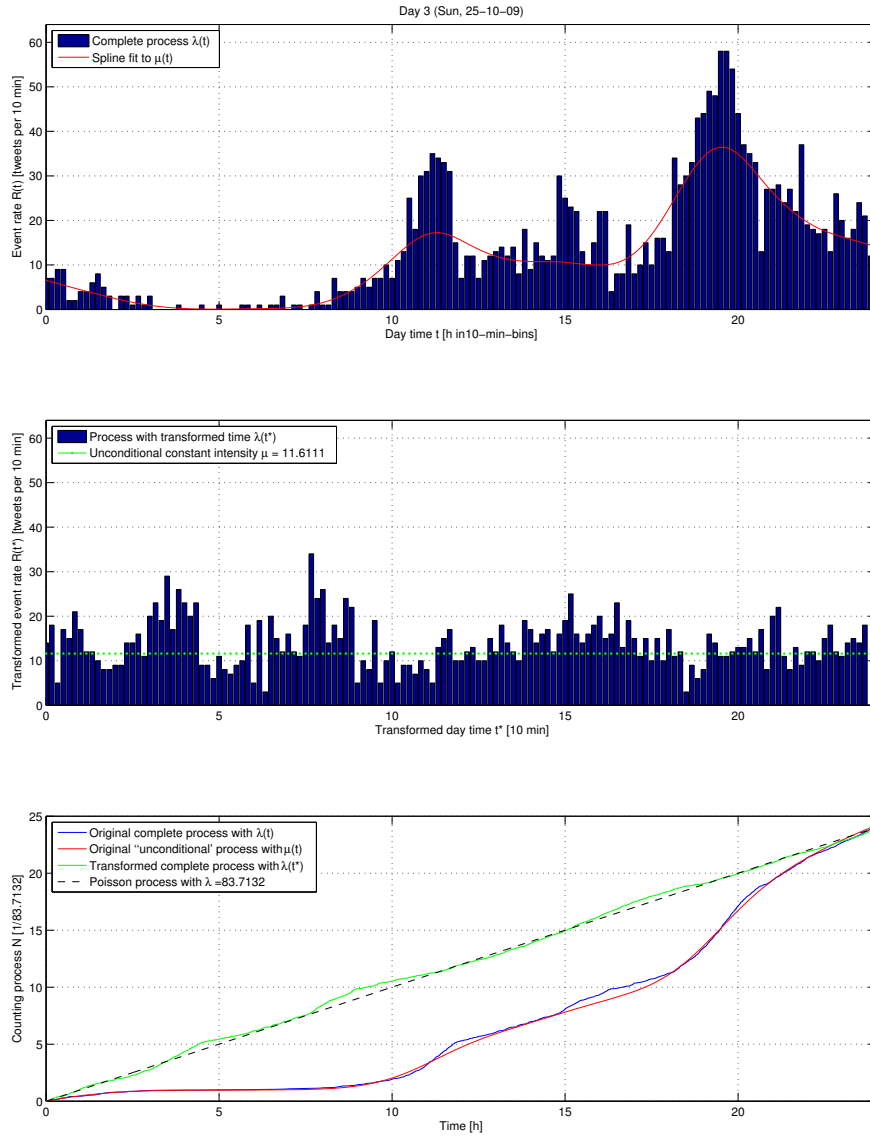 Day 3 (Sun, 25-10-09)
60
50
40
30
20
10
0
Event rate R(t) [tweets per 10 min]
Complete process λ(t)
Spline fit to μ(t)
0 5 10 15 20
Day time t [h in10-min-bins]
60
50
40
30
20
10
0
Transformed event rate R(t*) [tweets per 10 min]
Process with transformed time λ(t*)
Unconditional constant intensity μ = 11.6111
0 5 10 15 20
Transformed day time t* [10 min]
25
20
15
10
5
0
Counting process N [1/83.7132]
Original complete process with λ(t)
Original "unconditional' process with μ(t)
Transformed complete process with λ(t*)
Poisson process with λ =83.7132
0 5 10 15 20
Time [h]